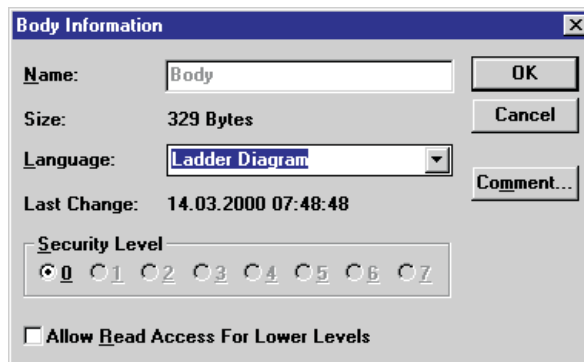 Body Information
Name: Body
OK
Size: 329 Bytes
Cancel
Language: Ladder Diagram
Comment...
Last Change: 14.03.2000 07:48:48
Security Level
0 1 2 3 4 5 6 7
Allow Read Access For Lower Levels